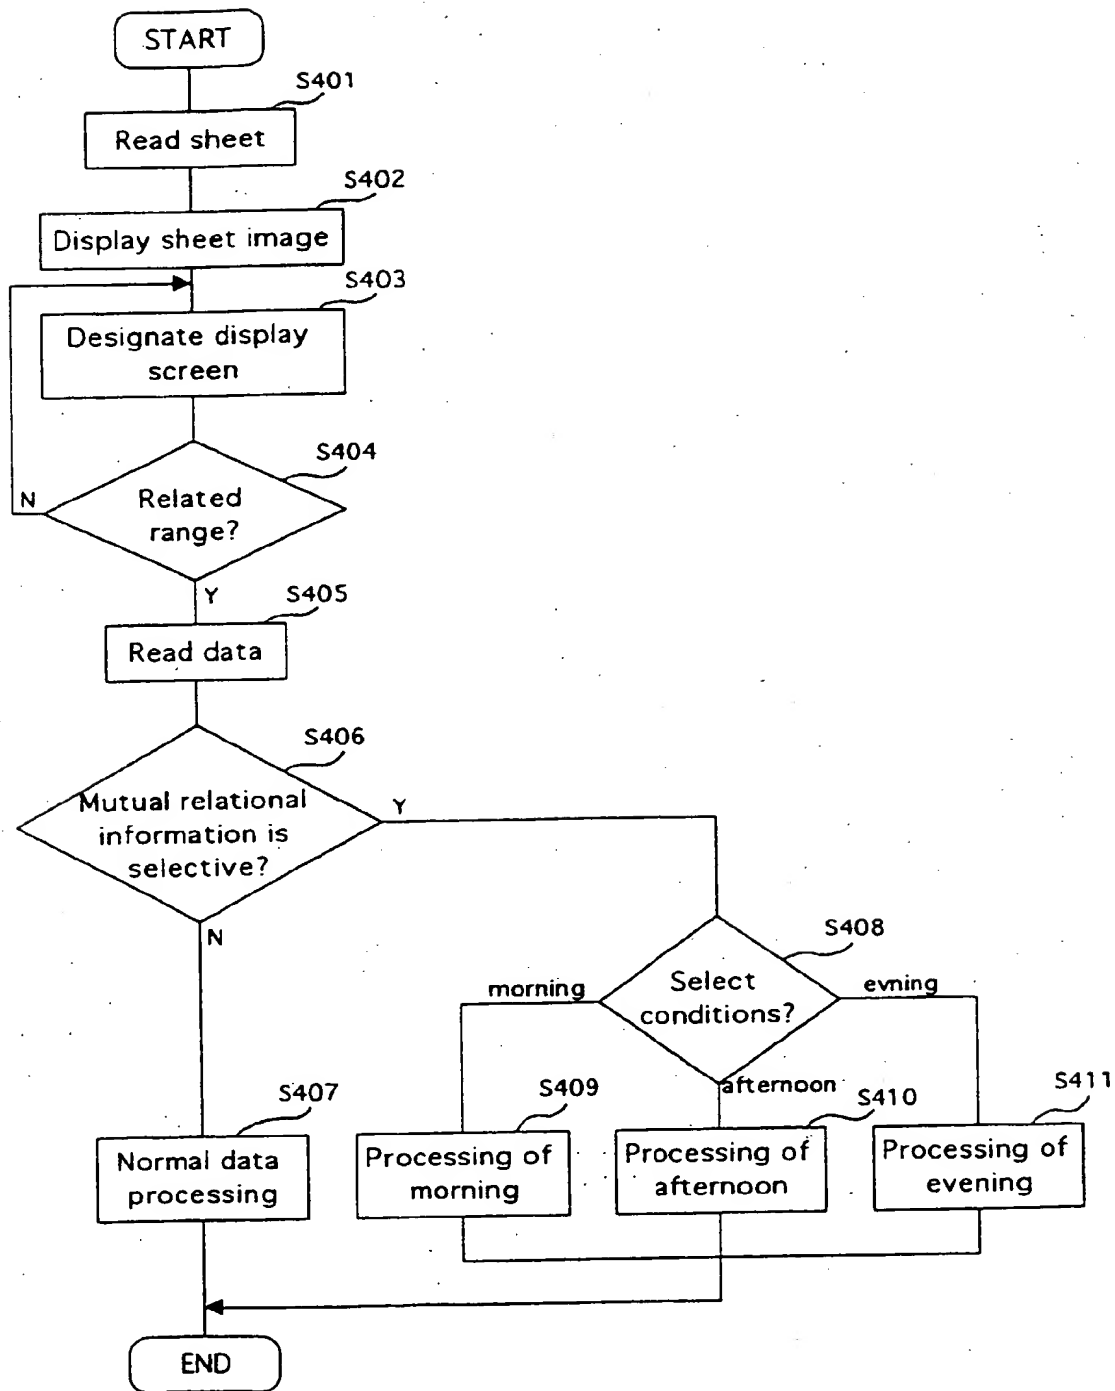 START
S401
Read sheet
S402
Display sheet image
S403
Designate display
screen
S404
Related
range?
N
Y
S405
Read data
S406
Mutual relational
information is
selective?
Y
N
S408
Select
conditions?
morning
evning
afternoon
S407
Normal data
processing
S409
Processing of
morning
S410
Processing of
afternoon
S411
Processing of
evening
END